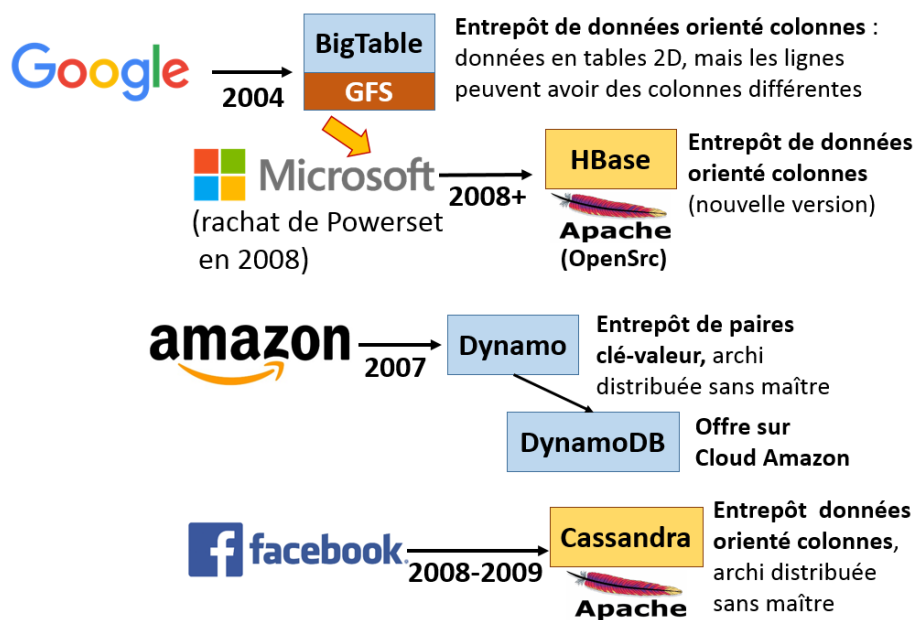 Google
2004
BigTable
GFS
Entrepôt de données orienté colonnes :
données en tables 2D, mais les lignes
peuvent avoir des colonnes différentes
Microsoft
(rachat de Powerset
en 2008)
2008+
HBase
Apache
(OpenSrc)
Entrepôt de données
orienté colonnes
(nouvelle version)
amazon
2007
Dynamo
Entrepôt de paires
clé-valeur, archi
distribuée sans maître
DynamoDB
Offre sur
Cloud Amazon
facebook.
2008-2009
Cassandra
Apache
Entrepôt données
orienté colonnes,
archi distribuée
sans maître